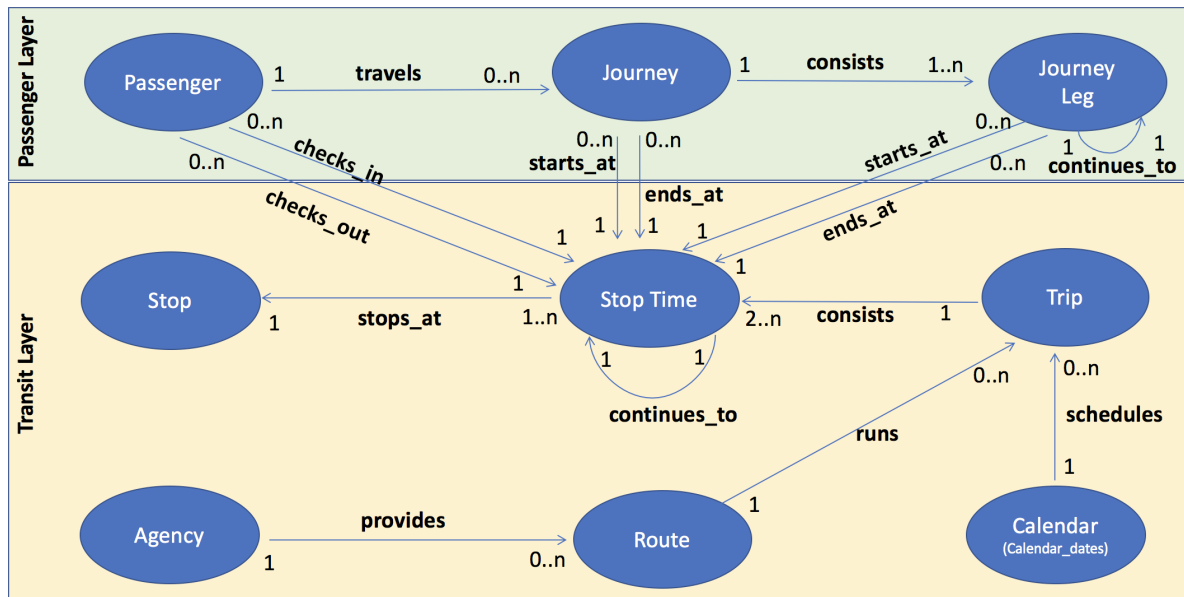 Passenger Layer
Passenger
1
travels
0..n
Journey
1
consists
1..n
Journey
Leg
0..n
0..n
checks_in
checks_out
0..n
0..n
starts_at
ends_at
0..n
starts_at
0..n
ends_at
1
1
continues_to
Transit Layer
1
1
1
1
1
1
Stop
1
stops_at
1..n
Stop Time
2..n
consists
1
Trip
1
1
continues_to
0..n
0..n
runs
schedules
1
1
Agency
1
provides
0..n
Route
Calendar
(Calendar_dates)